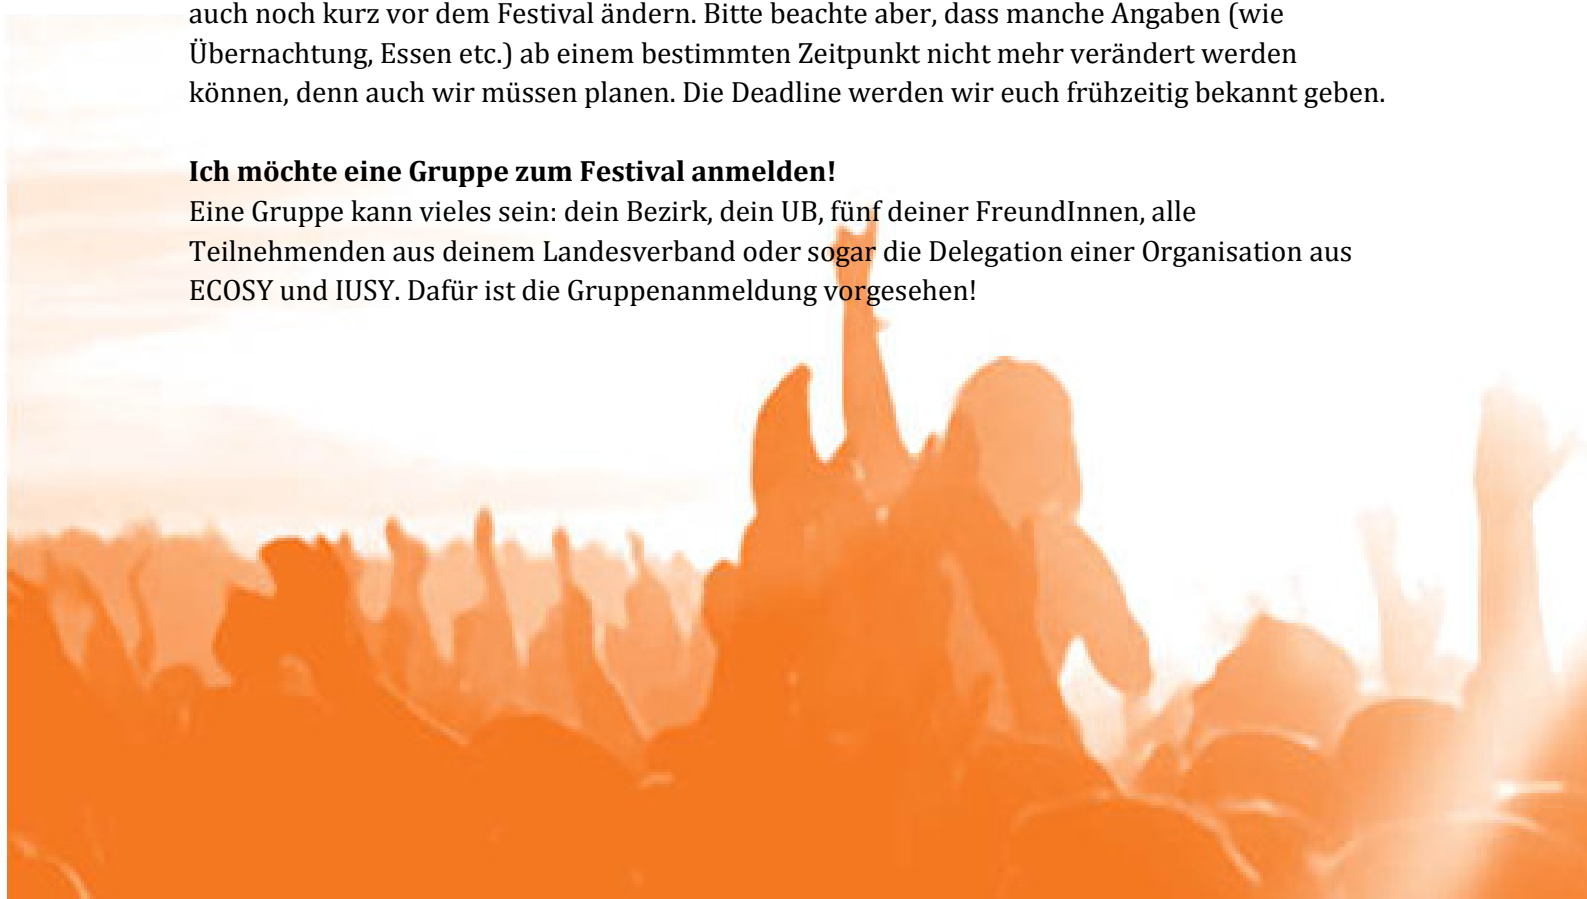 auch noch kurz vor dem Festival ändern. Bitte beachte aber, dass manche Angaben (wie
Übernachtung, Essen etc.) ab einem bestimmten Zeitpunkt nicht mehr verändert werden
können, denn auch wir müssen planen. Die Deadline werden wir euch frühzeitig bekannt geben.
Ich möchte eine Gruppe zum Festival anmelden!
Eine Gruppe kann vieles sein: dein Bezirk, dein UB, fünf deiner FreundInnen, alle
Teilnehmenden aus deinem Landesverband oder sogar die Delegation einer Organisation aus
ECOSY und IUSY. Dafür ist die Gruppenanmeldung vorgesehen!